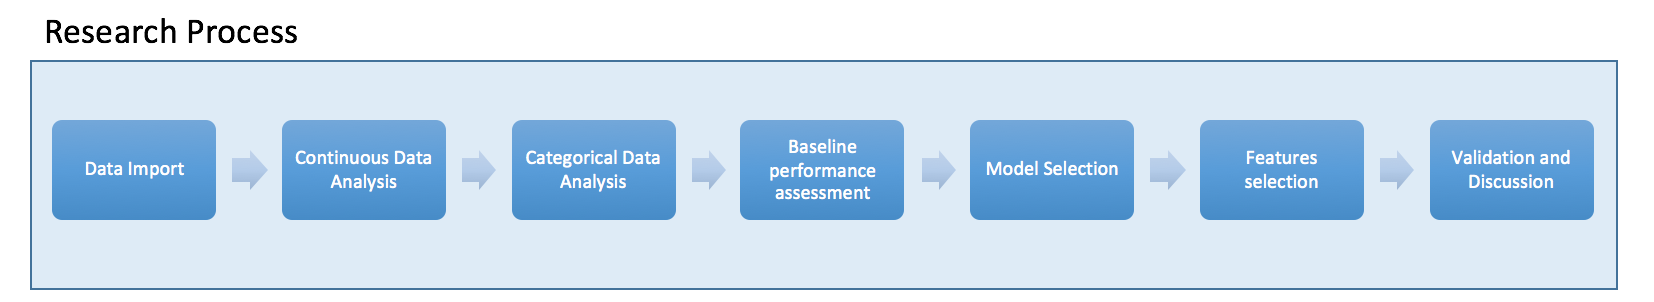 Research Process
Data Import
Continuous Data
Analysis
Categorical Data
Analysis
Baseline
performance
assessment
Model Selection
Features
selection
Validation and
Discussion